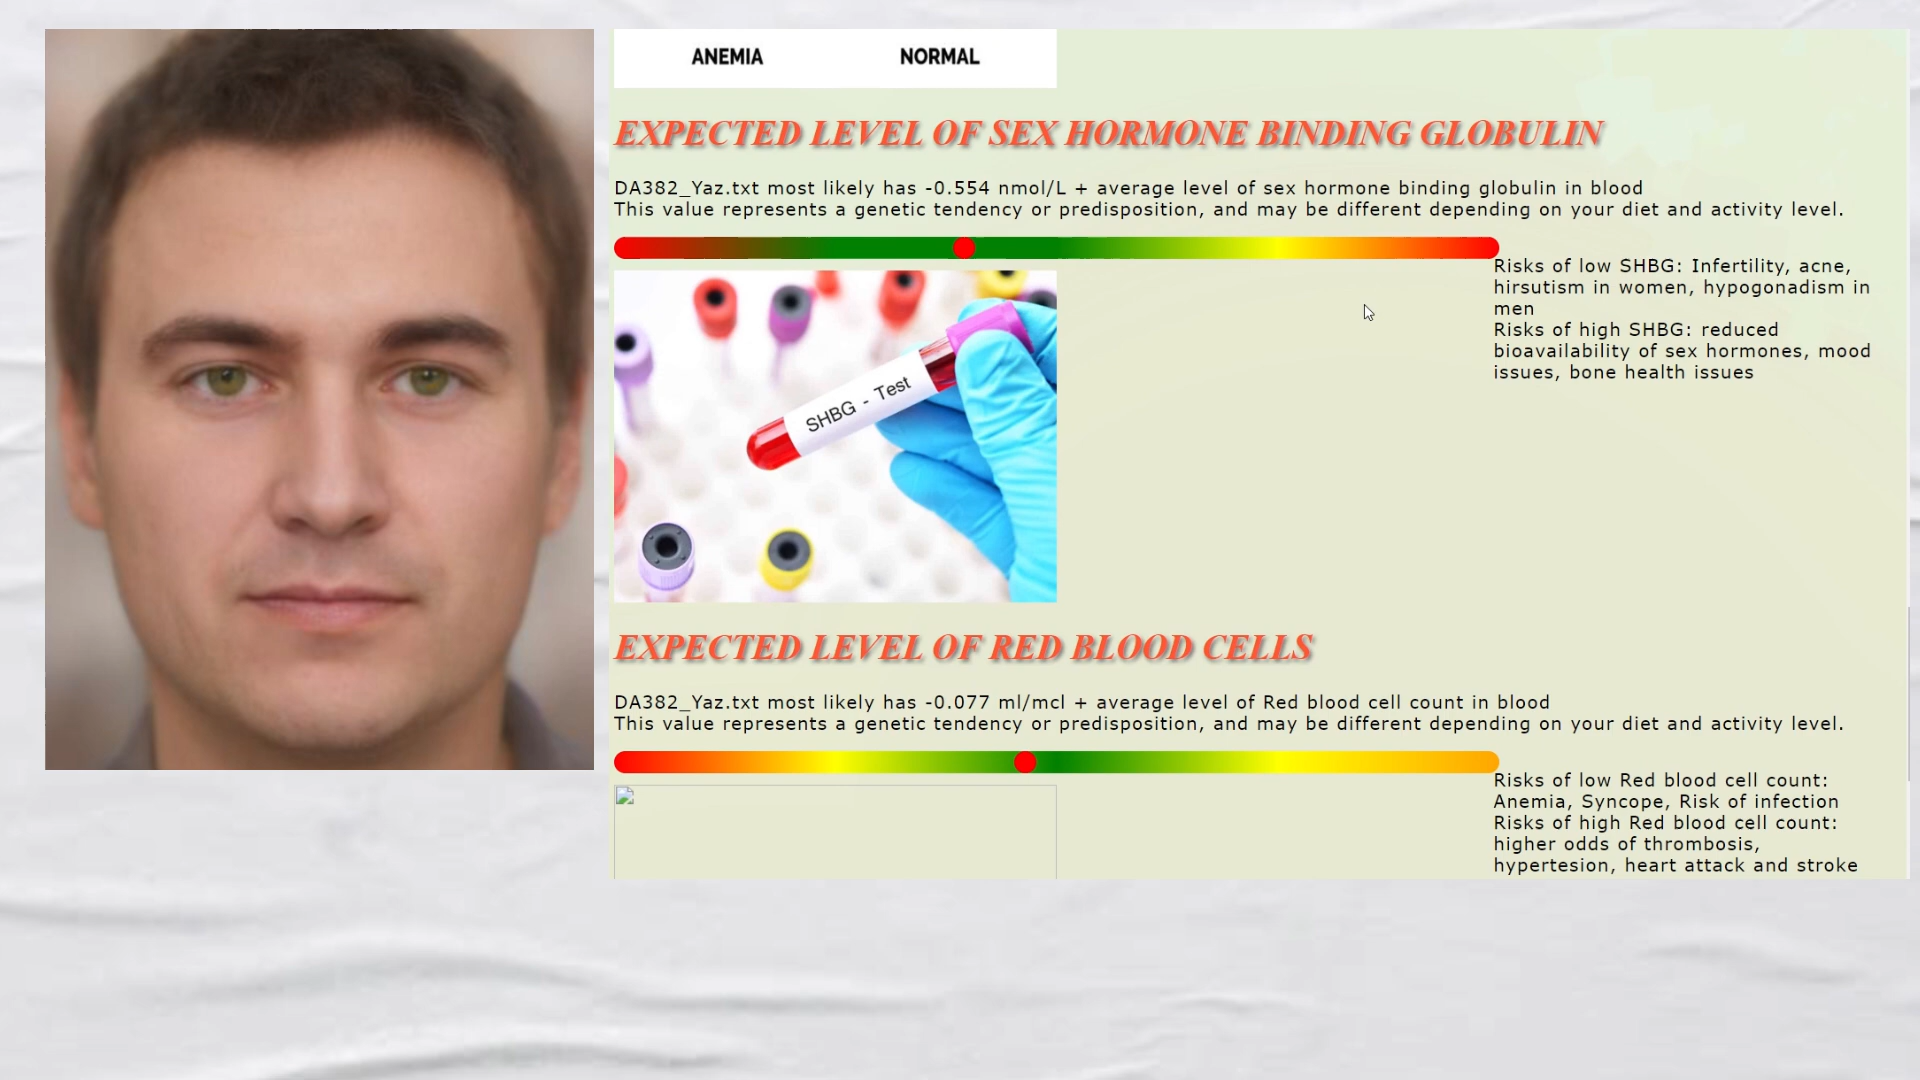 ANEMIA NORMAL
EXPECTED LEVEL OF SEX HORMONE BINDING GLOBULIN
DA382_Yaz.txt most likely has -0.554 nmol/L + average level of sex hormone binding globulin in blood
This value represents a genetic tendency or predisposition, and may be different depending on your diet and activity level.
Risks of low SHBG: Infertility, acne,
hirsutism in women, hypogonadism in
men
Risks of high SHBG: reduced
bioavailability of sex hormones, mood
issues, bone health issues
SHBG - Test
EXPECTED LEVEL OF RED BLOOD CELLS
DA382_Yaz.txt most likely has -0.077 ml/mcl + average level of Red blood cell count in blood
This value represents a genetic tendency or predisposition, and may be different depending on your diet and activity level.
Risks of low Red blood cell count:
Anemia, Syncope, Risk of infection
Risks of high Red blood cell count:
higher odds of thrombosis,
hypertesion, heart attack and stroke